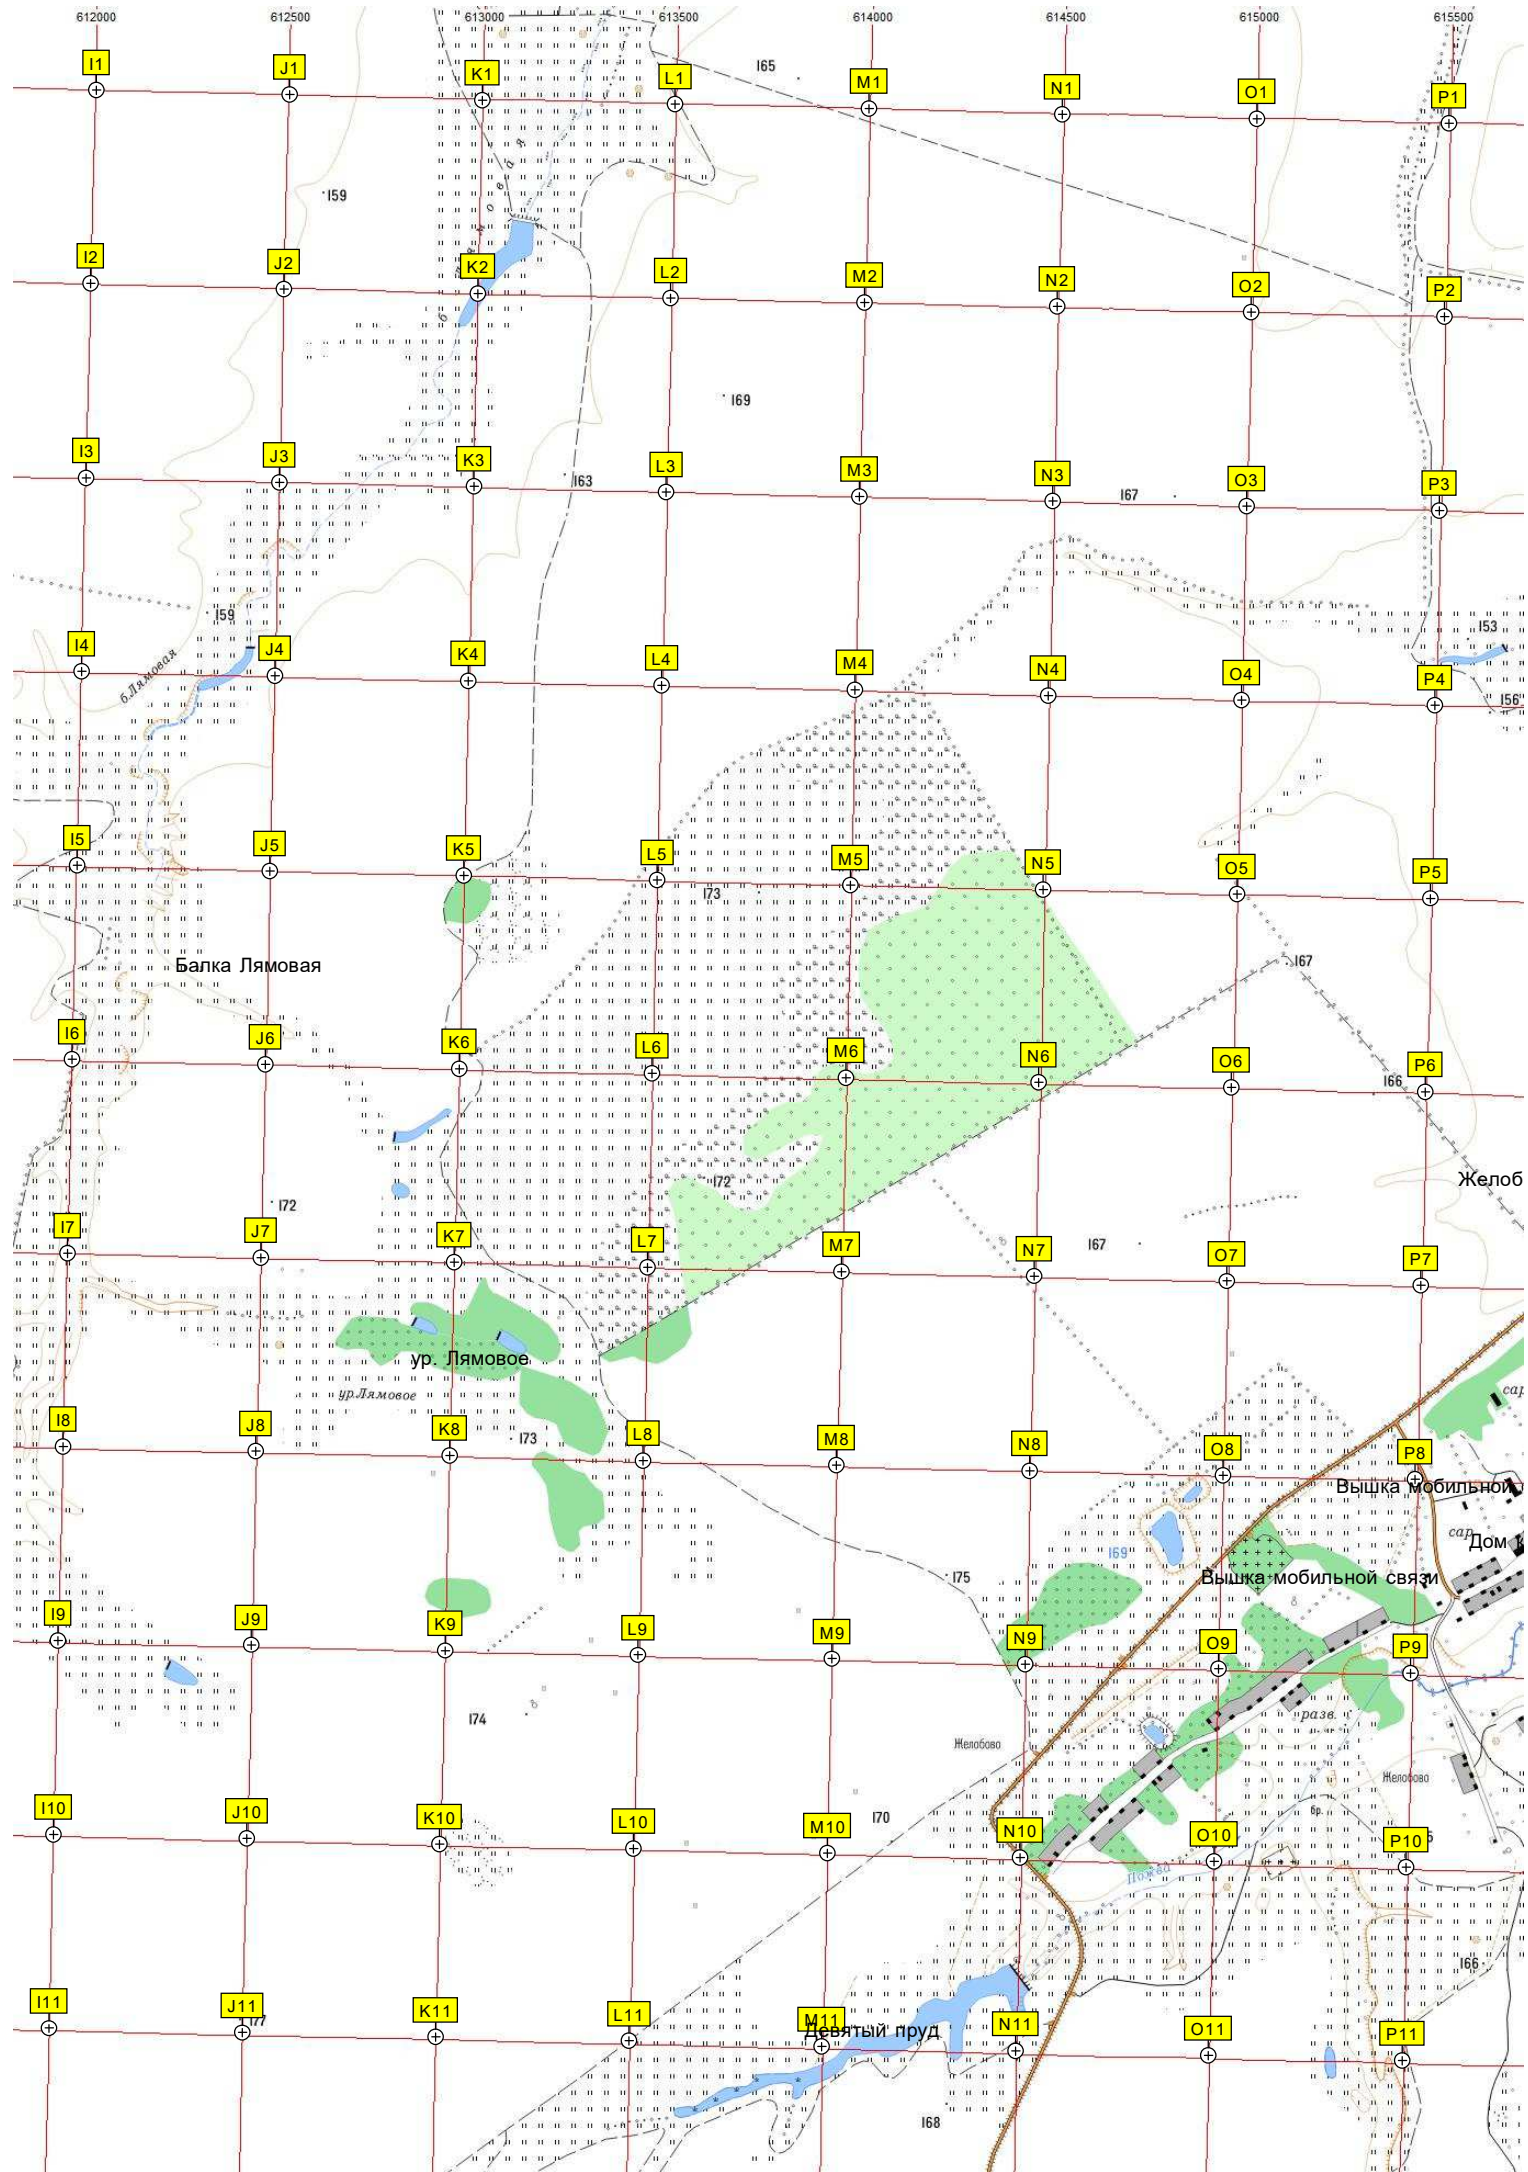 612000 612500 613000 613500 614000 614500 615000 615500
I1 J1 K1 L1 M1 N1 O1 P1
165
159
I2 J2 K2 L2 M2 N2 O2 P2
169
I3 J3 K3 L3 M3 N3 O3 P3
163
167
159
153
I4 J4 K4 L4 M4 N4 O4 P4
б.Лямовая
156
I5 J5 K5 L5 M5 N5 O5 P5
173
Балка Лямовая
167
I6 J6 K6 L6 M6 N6 O6 P6
166
172
Желоб
172
I7 J7 K7 L7 M7 N7 O7 P7
167
ур. Лямовое
ур.Лямовое
сар
I8 J8 K8 L8 M8 N8 O8 P8
173
Вышка мобильной
сар.
Дом к
169
175
Вышка мобильной связи
I9 J9 K9 L9 M9 N9 O9 P9
174
разв.
Желобово
Желобово
170
бр.
I10 J10 K10 L10 M10 N10 O10 P10
Пожва
166
I11 J11 K11 L11 M11 N11 O11 P11
177
Девятый пруд
168